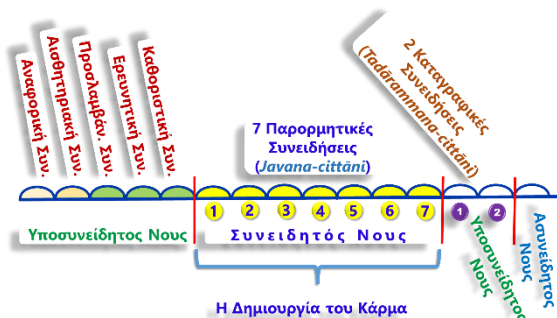 Αναφορική Συν.
Αισθητηριακή Συν.
Προσλαμβάν. Συν.
Ερευνητική Συν.
Καθοριστική Συν.
7 Παρορμητικές
Συνειδήσεις
(Javana-cittāni)
2 Καταγραφικές
Συνειδήσεις
(Tadārammana-cittāni)
1 2 3 4 5 6 7
1 2
Υποσυνείδητος Νους
Συνειδητός Νους
Υποσυνείδητος
Νους
Ασυνείδητος
Νους
Η Δημιουργία του Κάρμα